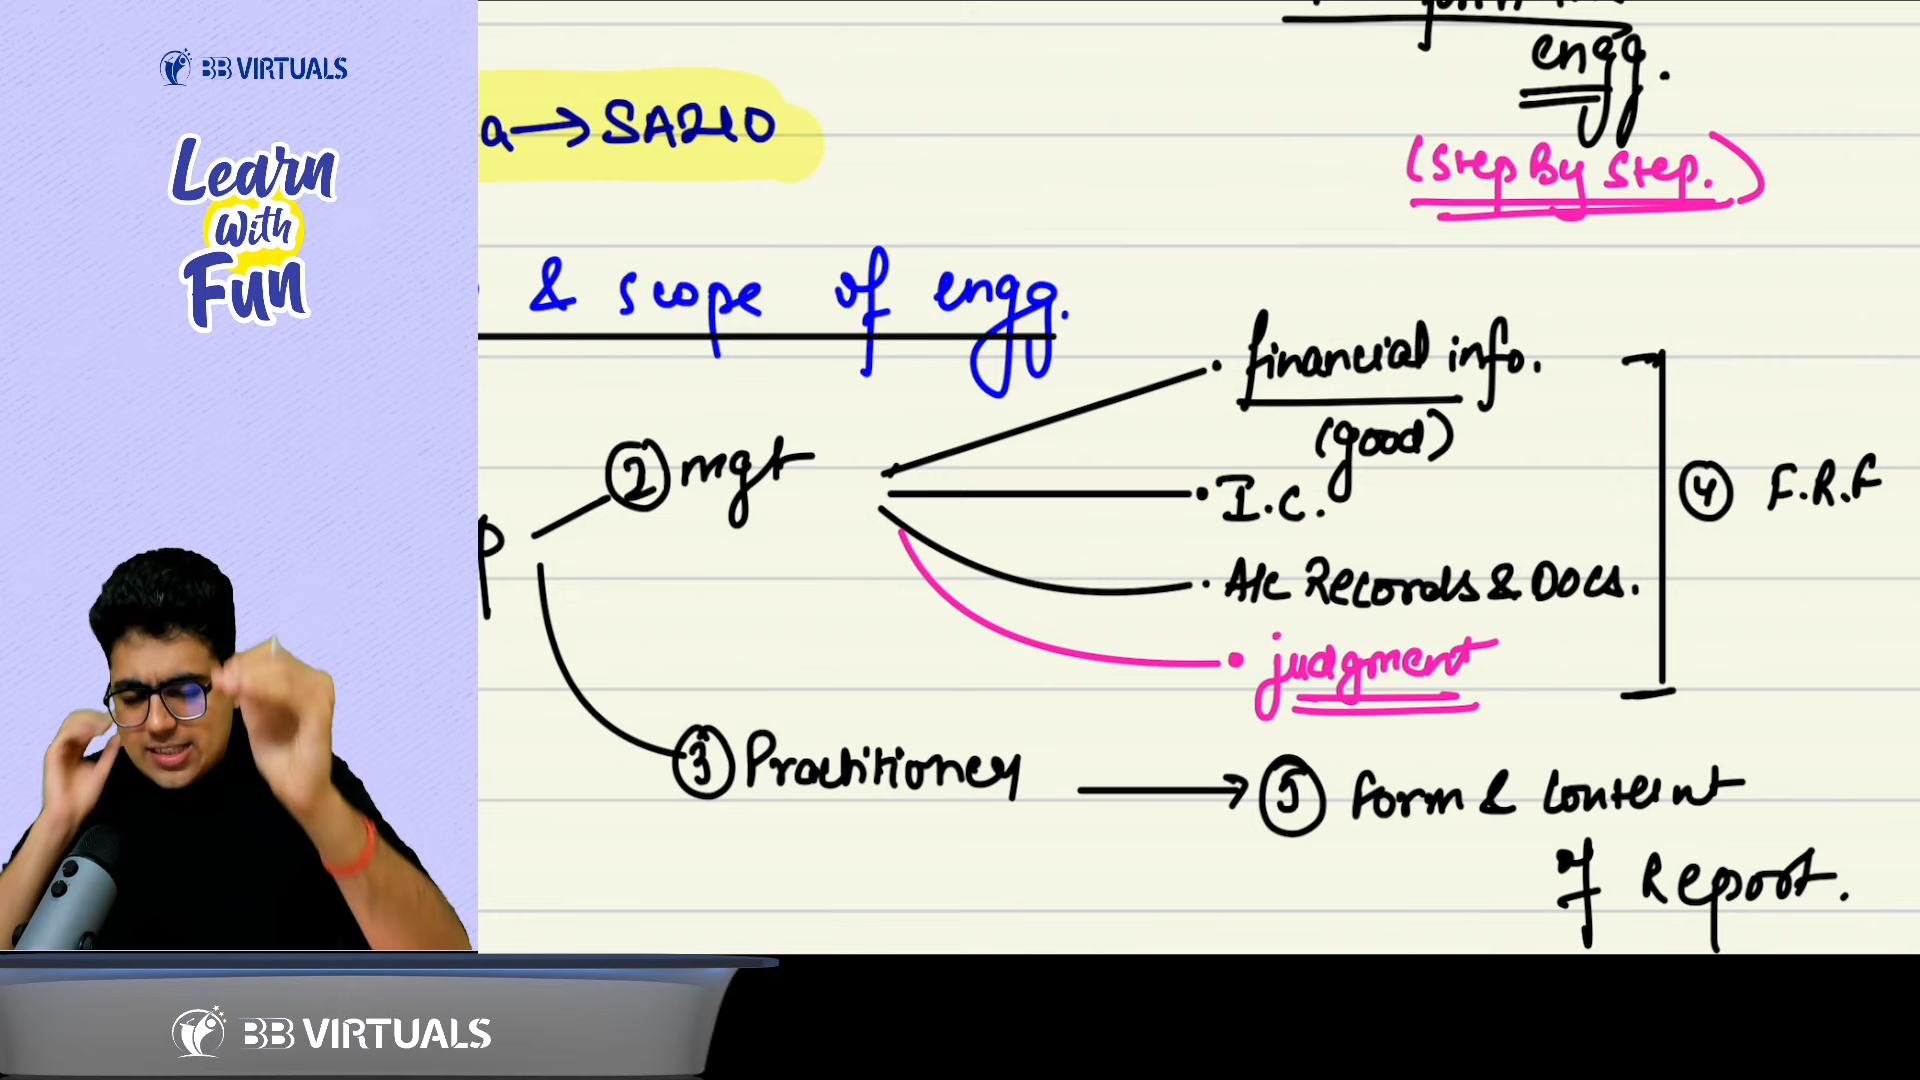 BB VIRTUALS
Learn
With
Fun
engg.
(Step By Step.)
a → SA210
& scope of engg.
• financial info.
(good)
② mgt
• I.C.
④ F.R.F
• A/c Records & Docs.
• judgment
③ Practitioner → ⑤ Form & Conteint
of Report.
BB VIRTUALS